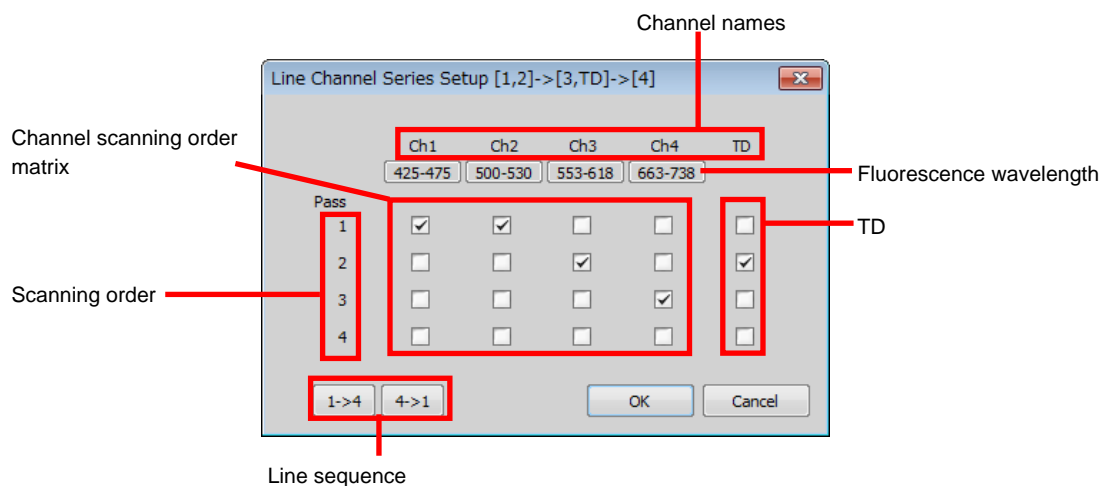 Channel names
Line Channel Series Setup [1,2]->[3,TD]->[4]
Channel scanning order
matrix
Ch1 Ch2 Ch3 Ch4 TD
425-475 500-530 553-618 663-738
Fluorescence wavelength
Pass
1
TD
2
Scanning order
3
4
1->4 4->1 OK Cancel
Line sequence